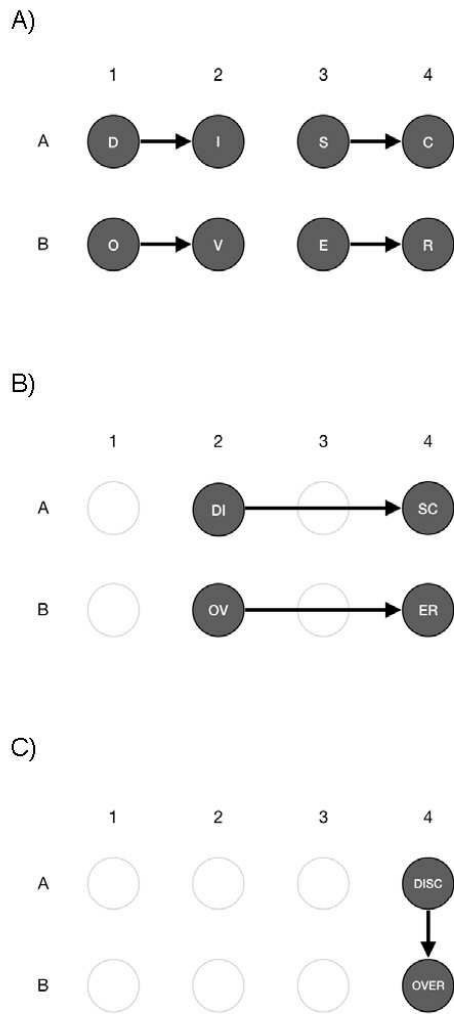 A)
1 2 3 4
A D I S C
B O V E R
B)
1 2 3 4
A DI SC
B OV ER
C)
1 2 3 4
A DISC
B OVER